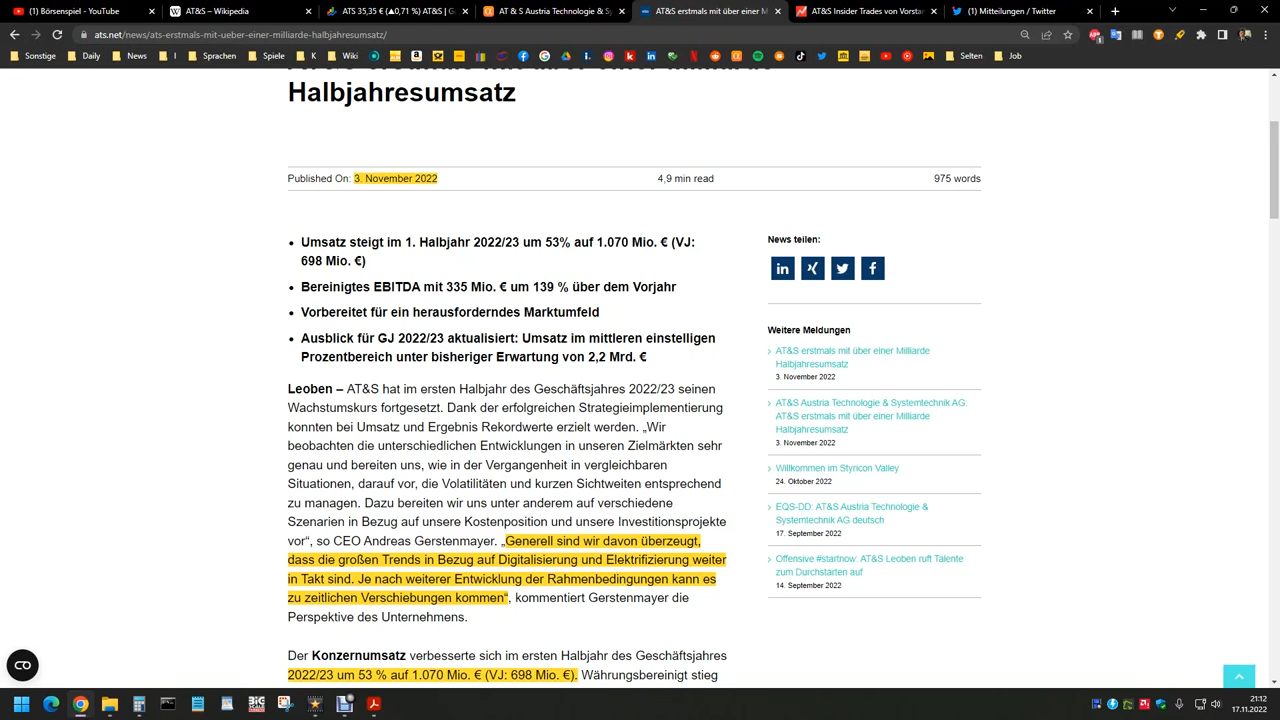 (1) Börsenspiel - YouTube
AT&S – Wikipedia
ATS 35,35 € (▲0,71 %) AT&S | G
AT & S Austria Technologie & Sy
AT&S erstmals mit über einer M
AT&S Insider Trades von Vorstar
(1) Mitteilungen / Twitter
ats.net/news/ats-erstmals-mit-ueber-einer-milliarde-halbjahresumsatz/
Sonstige
Daily
News
I
Sprachen
Spiele
K
Wiki
Selten
Job
Halbjahresumsatz
Published On: 3. November 2022
4,9 min read
975 words
• Umsatz steigt im 1. Halbjahr 2022/23 um 53% auf 1.070 Mio. € (VJ:
698 Mio. €)
• Bereinigtes EBITDA mit 335 Mio. € um 139 % über dem Vorjahr
• Vorbereitet für ein herausforderndes Marktumfeld
• Ausblick für GJ 2022/23 aktualisiert: Umsatz im mittleren einstelligen
Prozentbereich unter bisheriger Erwartung von 2,2 Mrd. €
Leoben – AT&S hat im ersten Halbjahr des Geschäftsjahres 2022/23 seinen
Wachstumskurs fortgesetzt. Dank der erfolgreichen Strategieimplementierung
konnten bei Umsatz und Ergebnis Rekordwerte erzielt werden. „Wir
beobachten die unterschiedlichen Entwicklungen in unseren Zielmärkten sehr
genau und bereiten uns, wie in der Vergangenheit in vergleichbaren
Situationen, darauf vor, die Volatilitäten und kurzen Sichtweiten entsprechend
zu managen. Dazu bereiten wir uns unter anderem auf verschiedene
Szenarien in Bezug auf unsere Kostenposition und unsere Investitionsprojekte
vor“, so CEO Andreas Gerstenmayer. „Generell sind wir davon überzeugt,
dass die großen Trends in Bezug auf Digitalisierung und Elektrifizierung weiter
in Takt sind. Je nach weiterer Entwicklung der Rahmenbedingungen kann es
zu zeitlichen Verschiebungen kommen“, kommentiert Gerstenmayer die
Perspektive des Unternehmens.
Der Konzernumsatz verbesserte sich im ersten Halbjahr des Geschäftsjahres
2022/23 um 53 % auf 1.070 Mio. € (VJ: 698 Mio. €). Währungsbereinigt stieg
News teilen:
Weitere Meldungen
AT&S erstmals mit über einer Milliarde
Halbjahresumsatz
3. November 2022
AT&S Austria Technologie & Systemtechnik AG:
AT&S erstmals mit über einer Milliarde
Halbjahresumsatz
3. November 2022
Willkommen im Styricon Valley
24. Oktober 2022
EQS-DD: AT&S Austria Technologie &
Systemtechnik AG deutsch
17. September 2022
Offensive #startnow: AT&S Leoben ruft Talente
zum Durchstarten auf
14. September 2022
21:12
17.11.2022